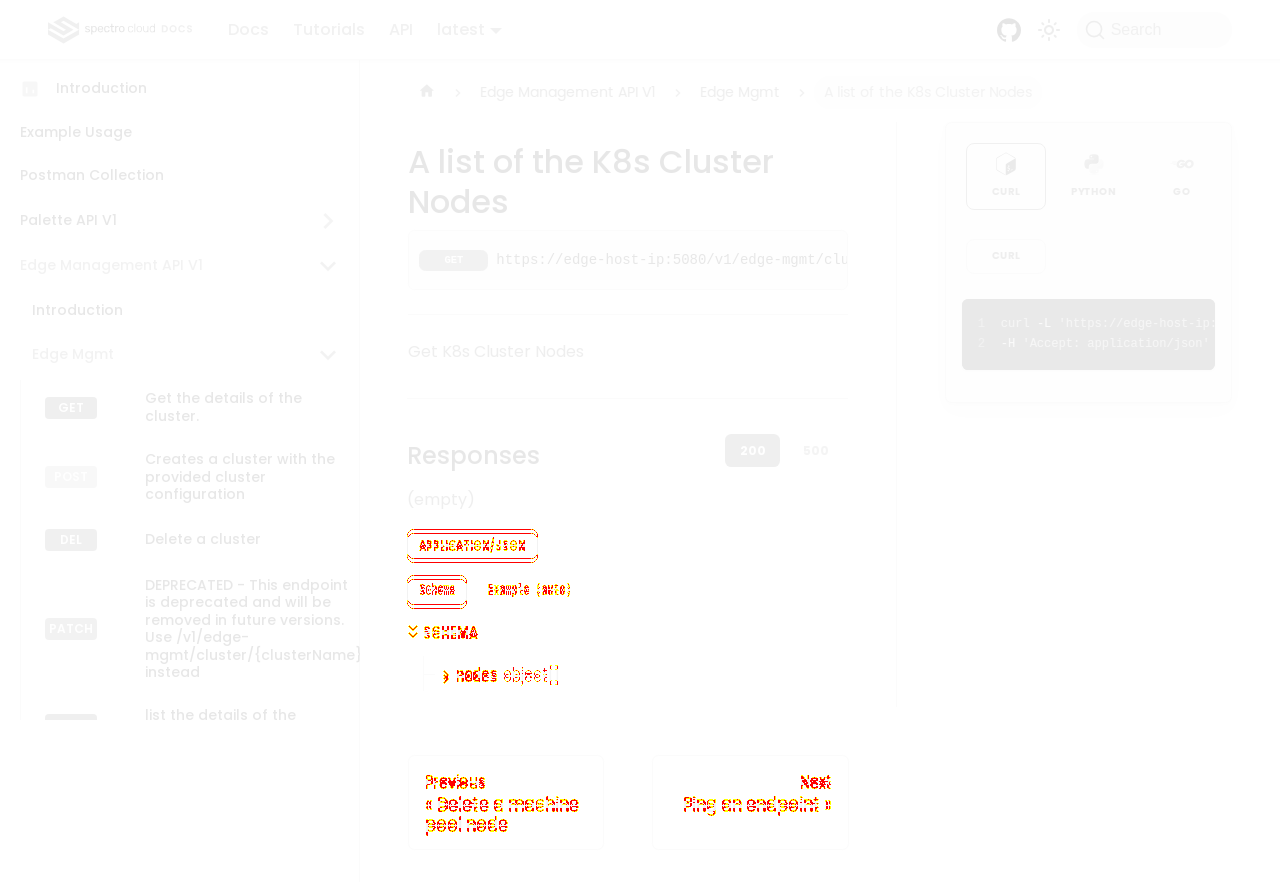 spectro cloud DOCS
Docs Tutorials API latest
Search
Introduction
Example Usage
Postman Collection
Palette API V1
Edge Management API V1
Introduction
Edge Mgmt
GET Get the details of the
cluster.
POST Creates a cluster with the
provided cluster
configuration
DEL Delete a cluster
PATCH DEPRECATED - This endpoint
is deprecated and will be
removed in future versions.
Use /v1/edge-
mgmt/cluster/{clusterName}
instead
list the details of the
Edge Management API V1 › Edge Mgmt › A list of the K8s Cluster Nodes
A list of the K8s Cluster
Nodes
GET https://edge-host-ip:5080/v1/edge-mgmt/clu
Get K8s Cluster Nodes
Responses
200 500
(empty)
APPLICATION/JSON
Schema Example (auto)
SCHEMA
nodes object[]
Previous
« Delete a machine
pool node
Next
Ping an endpoint »
CURL PYTHON GO
CURL
1 curl -L 'https://edge-host-ip:
2 -H 'Accept: application/json'